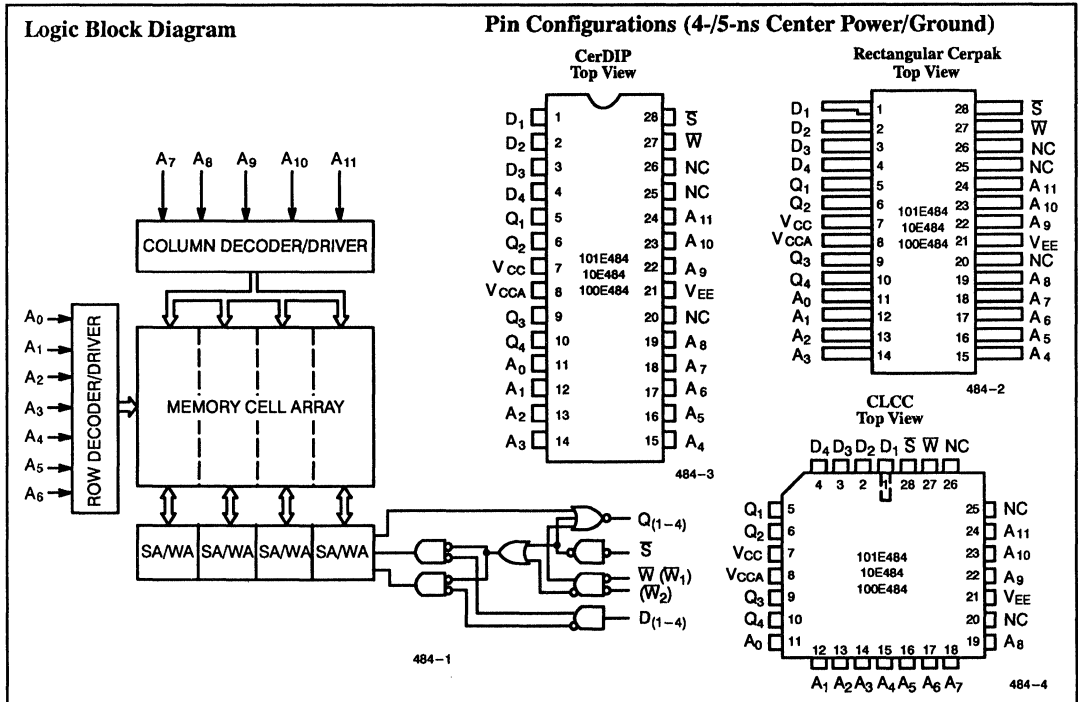 Logic Block Diagram
Pin Configurations (4-/5-ns Center Power/Ground)
A7 A8 A9 A10 A11
COLUMN DECODER/DRIVER
A0
A1
A2
A3
A4
A5
A6
ROW DECODER/DRIVER
MEMORY CELL ARRAY
SA/WA SA/WA SA/WA SA/WA
Q(1−4)
S̅
W̅ (W̅1)
(W̅2)
D(1−4)
484−1
CerDIP
Top View
D1 1 28 S̅
D2 2 27 W̅
D3 3 26 NC
D4 4 25 NC
Q1 5 24 A11
Q2 6 23 A10
VCC 7 22 A9
VCCA 8 21 VEE
Q3 9 20 NC
Q4 10 19 A8
A0 11 18 A7
A1 12 17 A6
A2 13 16 A5
A3 14 15 A4
101E484
10E484
100E484
484−3
Rectangular Cerpak
Top View
D1 1 28 S̅
D2 2 27 W̅
D3 3 26 NC
D4 4 25 NC
Q1 5 24 A11
Q2 6 23 A10
VCC 7 22 A9
VCCA 8 21 VEE
Q3 9 20 NC
Q4 10 19 A8
A0 11 18 A7
A1 12 17 A6
A2 13 16 A5
A3 14 15 A4
101E484
10E484
100E484
484−2
CLCC
Top View
D4 D3 D2 D1 S̅ W̅ NC
4 3 2 1 28 27 26
Q1 5 25 NC
Q2 6 24 A11
VCC 7 23 A10
VCCA 8 22 A9
Q3 9 21 VEE
Q4 10 20 NC
A0 11 19 A8
101E484
10E484
100E484
12 13 14 15 16 17 18
A1 A2 A3 A4 A5 A6 A7
484−4